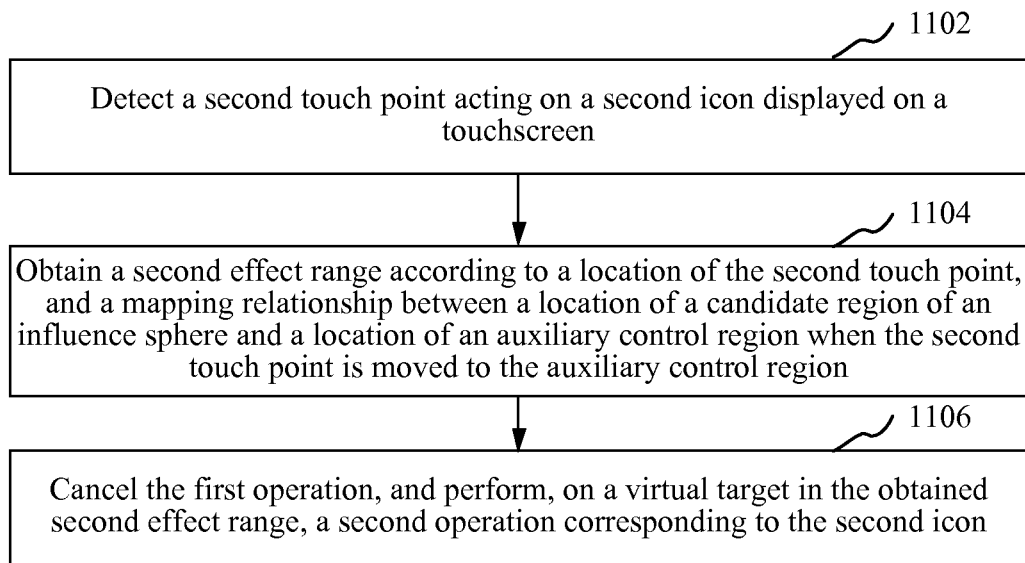 1102
Detect a second touch point acting on a second icon displayed on a
touchscreen
1104
Obtain a second effect range according to a location of the second touch point,
and a mapping relationship between a location of a candidate region of an
influence sphere and a location of an auxiliary control region when the second
touch point is moved to the auxiliary control region
1106
Cancel the first operation, and perform, on a virtual target in the obtained
second effect range, a second operation corresponding to the second icon